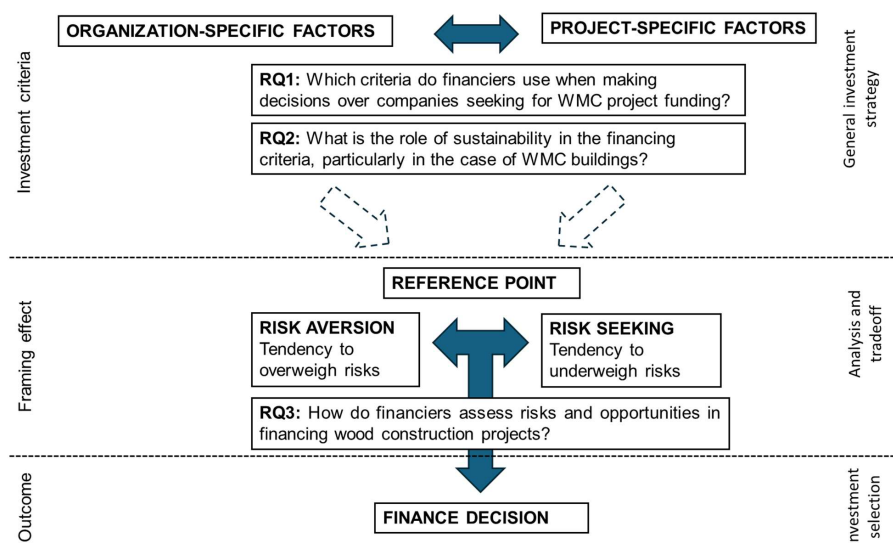 ORGANIZATION-SPECIFIC FACTORS
PROJECT-SPECIFIC FACTORS
Investment criteria
General investment
strategy
RQ1: Which criteria do financiers use when making
decisions over companies seeking for WMC project funding?
RQ2: What is the role of sustainability in the financing
criteria, particularly in the case of WMC buildings?
Framing effect
REFERENCE POINT
Analysis and
tradeoff
RISK AVERSION
Tendency to
overweigh risks
RISK SEEKING
Tendency to
underweigh risks
RQ3: How do financiers assess risks and opportunities in
financing wood construction projects?
Outcome
FINANCE DECISION
nvestment
selection